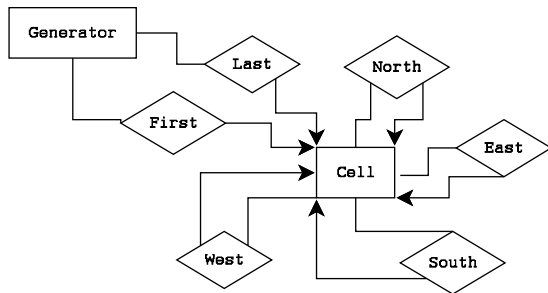 Generator
Last
North
First
East
Cell
West
South